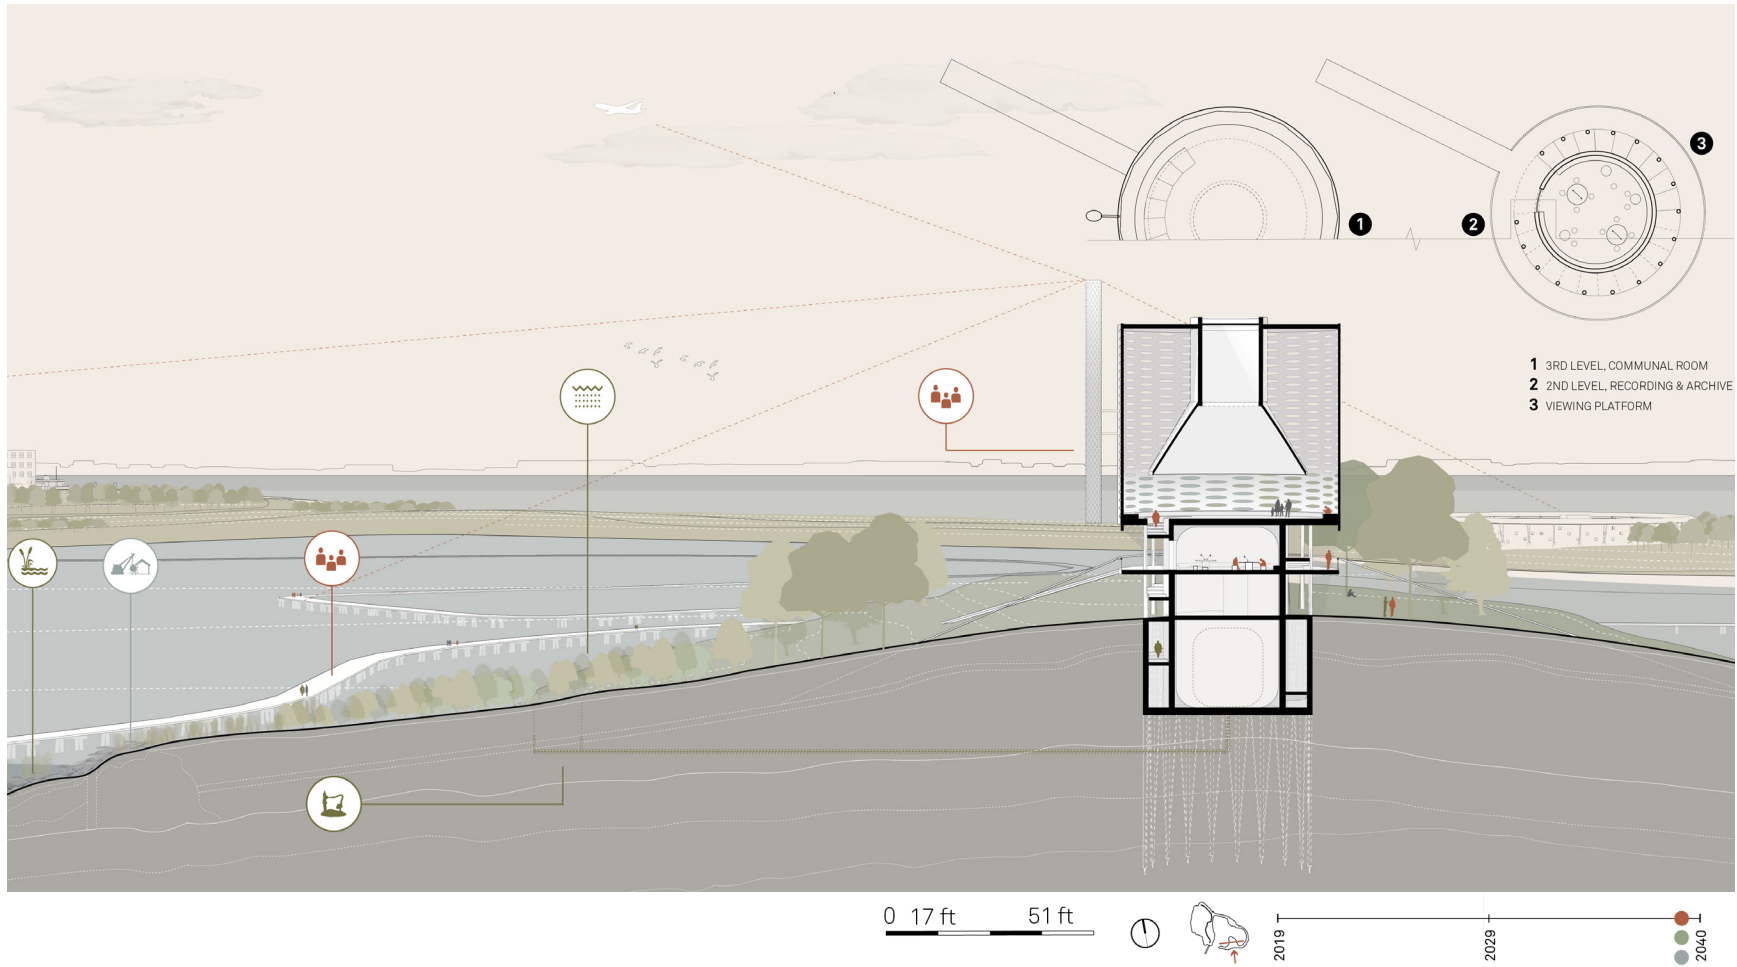 1
2
3
1 3RD LEVEL, COMMUNAL ROOM
2 2ND LEVEL, RECORDING & ARCHIVE
3 VIEWING PLATFORM
0 17 ft 51 ft
2019
2029
2040